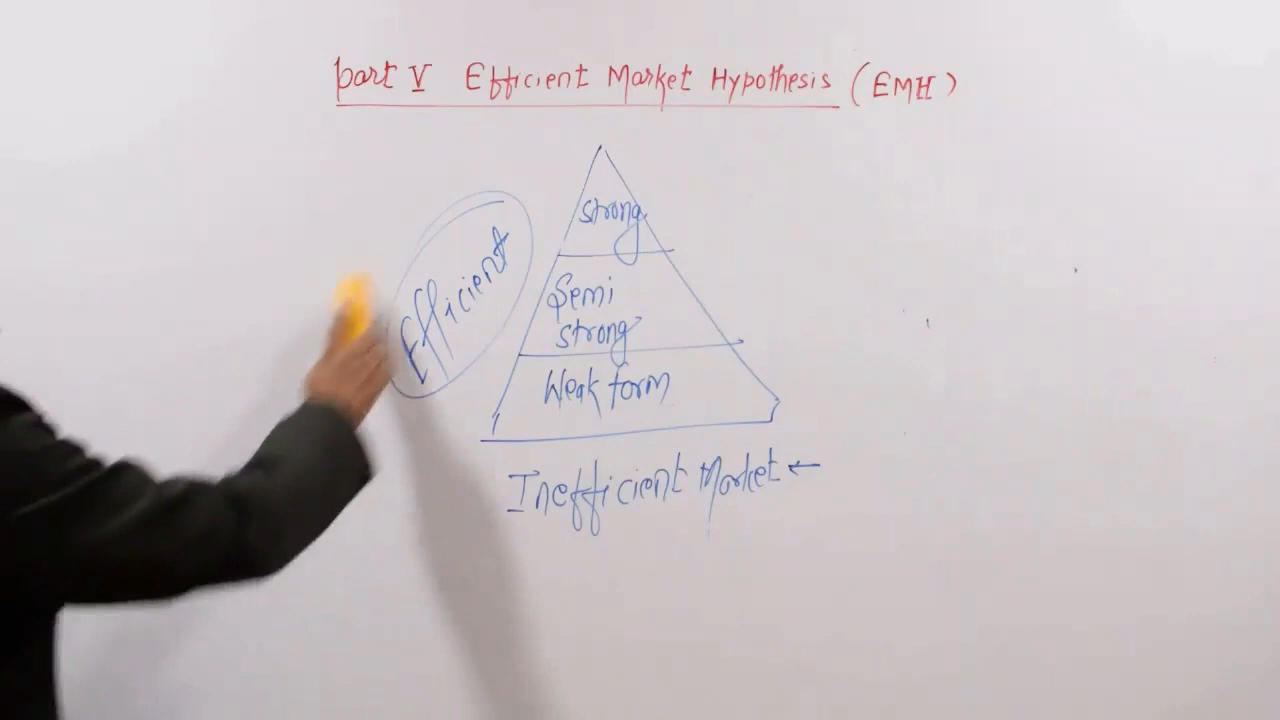 Part V Efficient Market Hypothesis (EMH)
Efficient
Strong
Semi
strong
Weak form
Inefficient Market ←